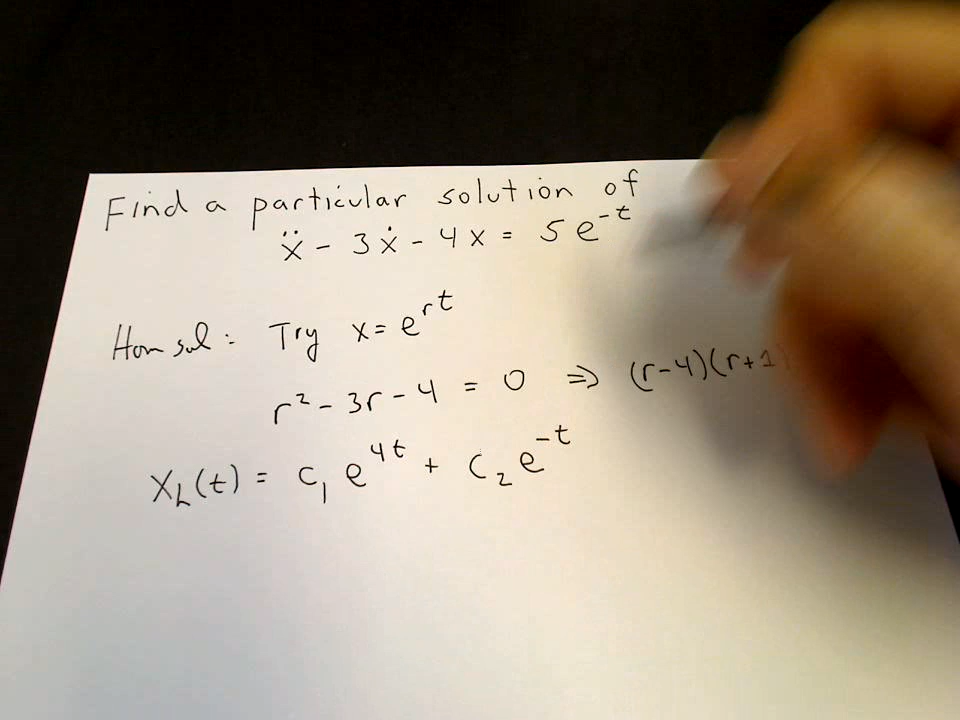 Find a particular solution of
ẍ - 3ẋ - 4x = 5e^{-t}
Hom sol: Try x = e^{rt}
r² - 3r - 4 = 0 ⇒ (r-4)(r+1)
x_h(t) = c₁e^{4t} + c₂e^{-t}